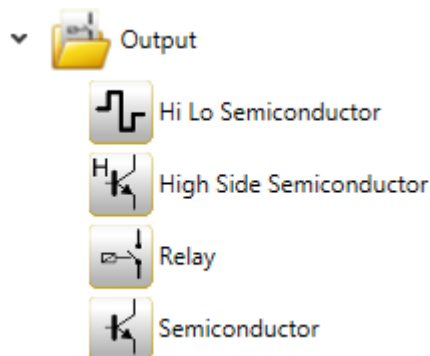 Output
Hi Lo Semiconductor
H
High Side Semiconductor
Relay
Semiconductor